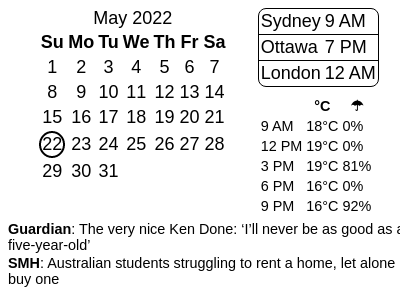 May 2022
Su Mo Tu We Th Fr Sa
1 2 3 4 5 6 7
8 9 10 11 12 13 14
15 16 17 18 19 20 21
22 23 24 25 26 27 28
29 30 31
Sydney 9 AM
Ottawa 7 PM
London 12 AM
°C ☂
9 AM 18°C 0%
12 PM 19°C 0%
3 PM 19°C 81%
6 PM 16°C 0%
9 PM 16°C 92%
Guardian: The very nice Ken Done: ‘I’ll never be as good as a
five-year-old’
SMH: Australian students struggling to rent a home, let alone
buy one